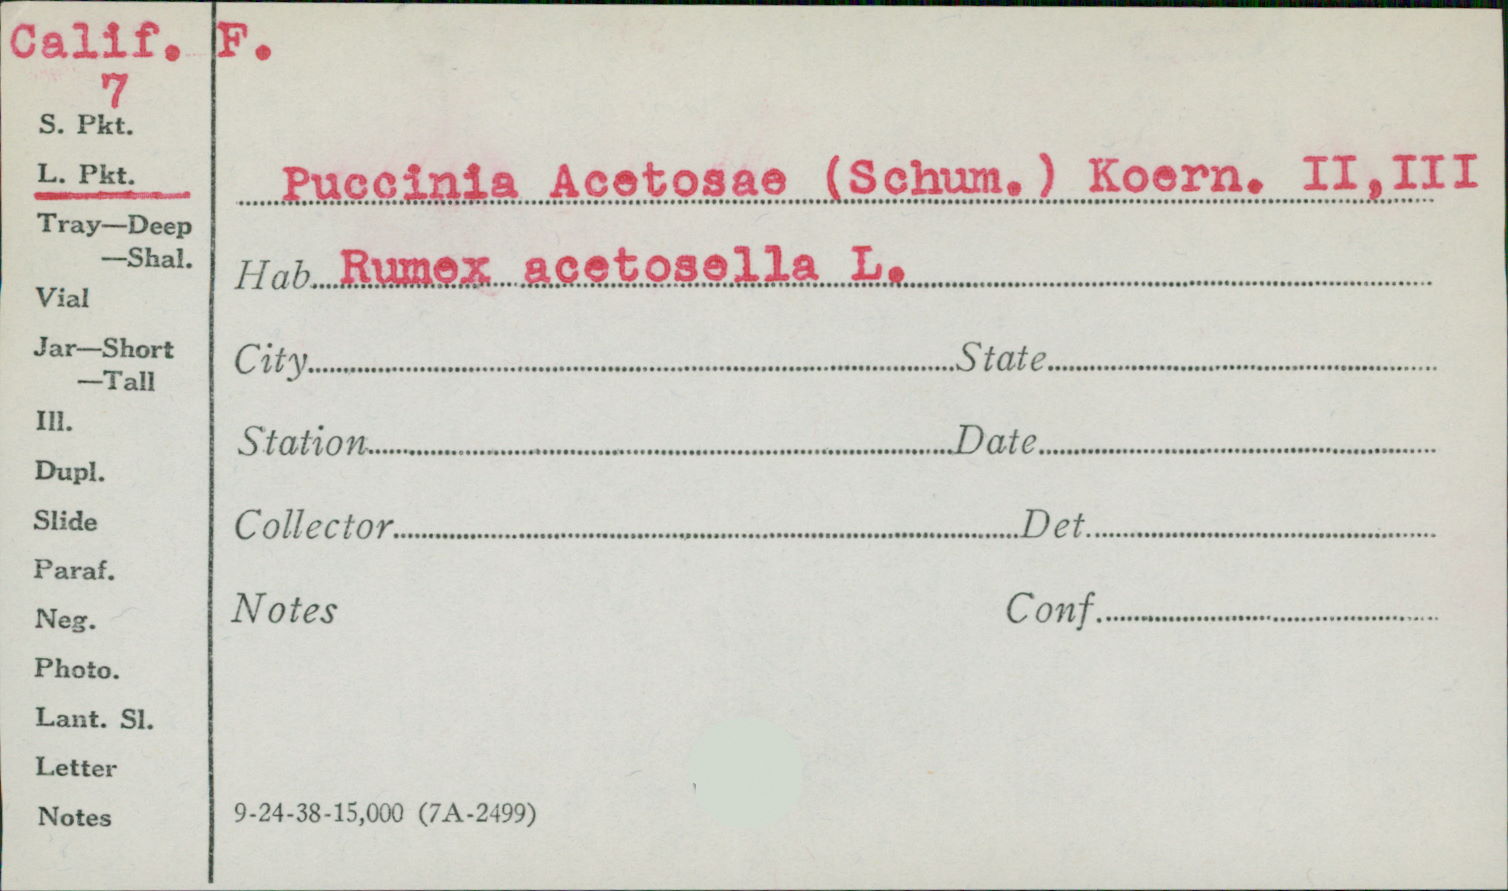 Calif. F.
7
S. Pkt.
L. Pkt.
Puccinia Acetosae (Schum.) Koern. II,III
Tray—Deep
—Shal.
Hab. Rumex acetosella L.
Vial
Jar—Short
—Tall
City State
Ill.
Station Date
Dupl.
Slide
Collector Det.
Paraf.
Neg.
Notes Conf.
Photo.
Lant. Sl.
Letter
Notes
9-24-38-15,000 (7A-2499)